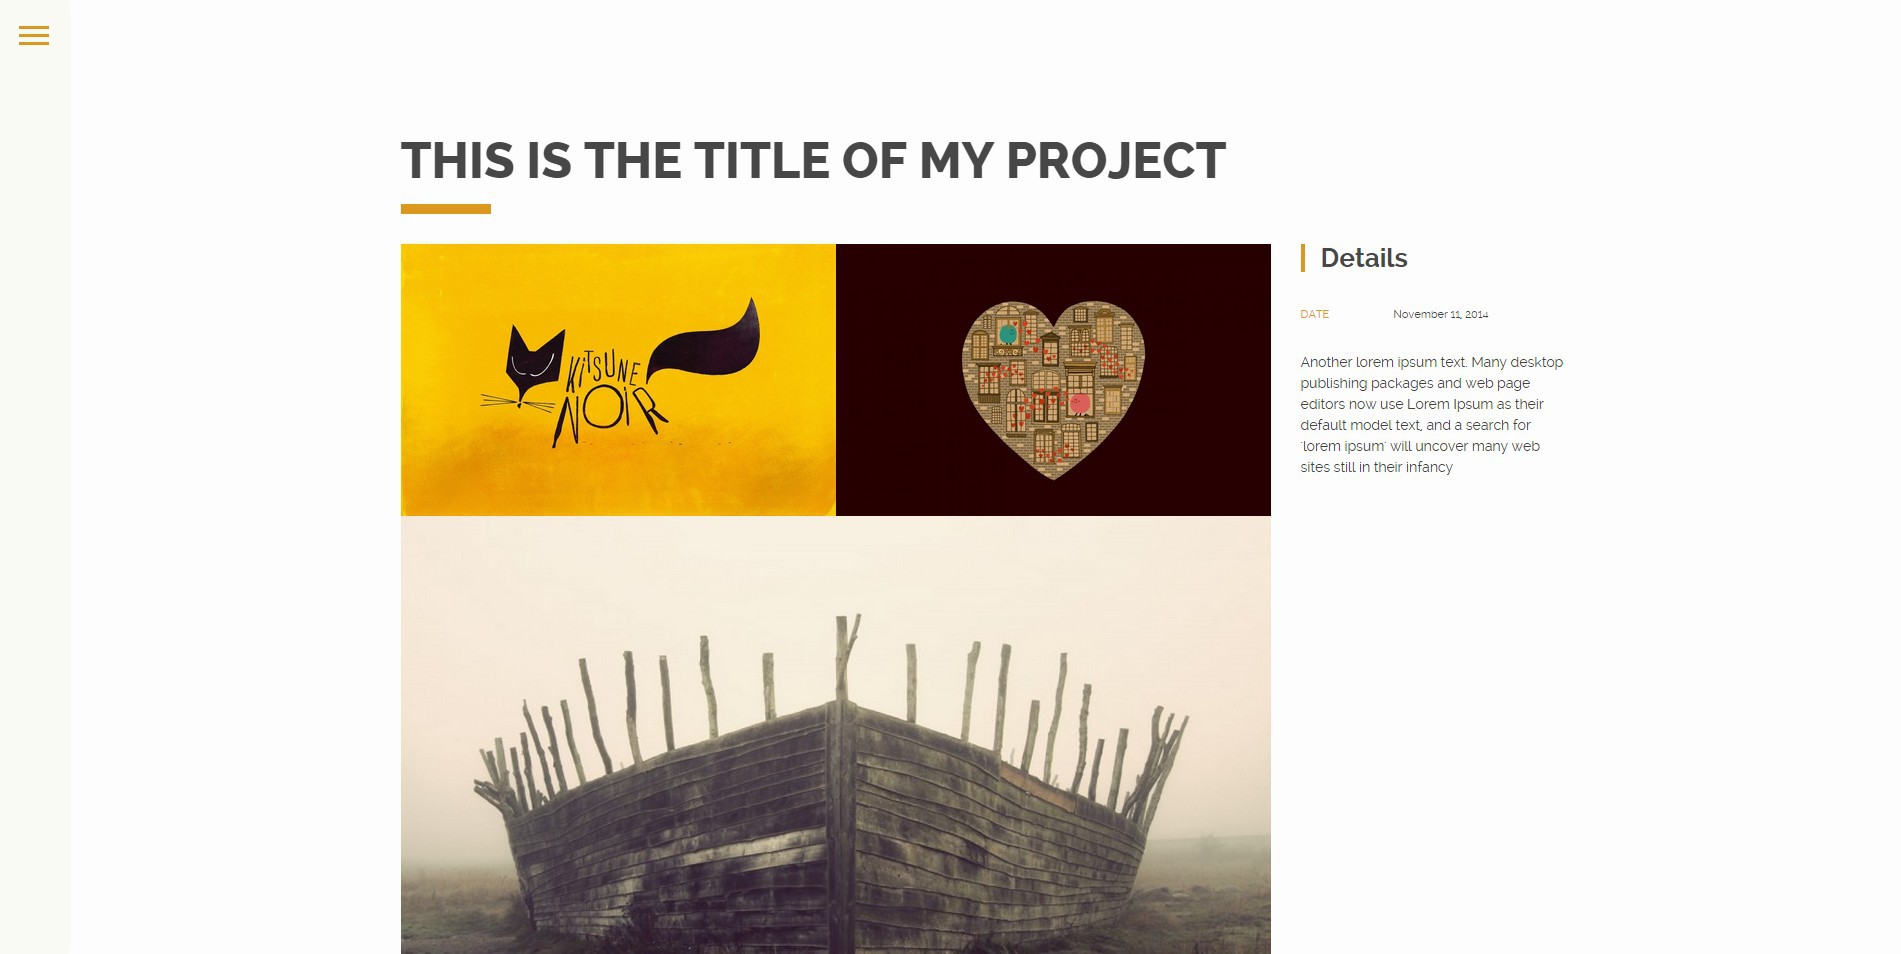 THIS IS THE TITLE OF MY PROJECT
KiTSUNE
NOIR
Details
DATE November 11, 2014
Another lorem ipsum text. Many desktop
publishing packages and web page
editors now use Lorem Ipsum as their
default model text, and a search for
'lorem ipsum' will uncover many web
sites still in their infancy